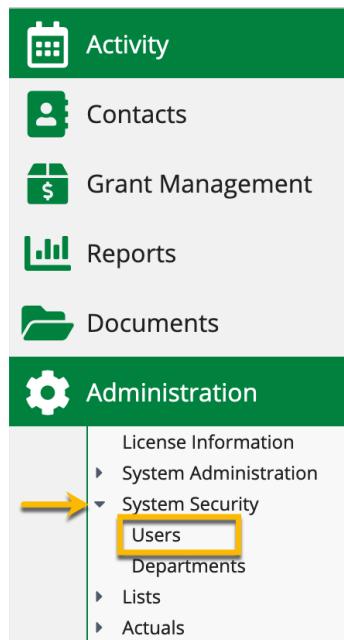 Activity
Contacts
$
Grant Management
Reports
Documents
Administration
License Information
System Administration
System Security
Users
Departments
Lists
Actuals